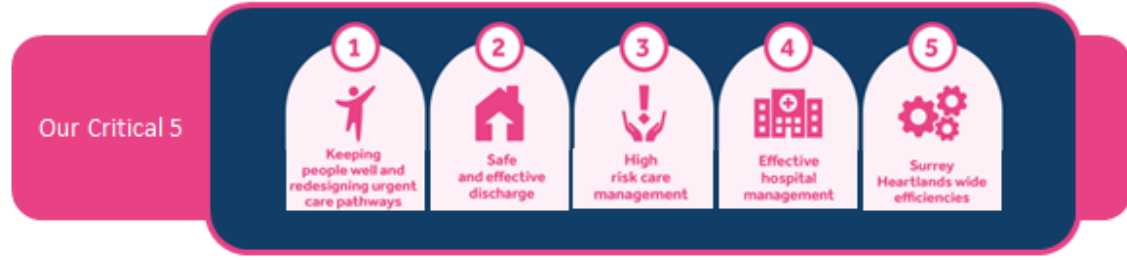 Our Critical 5
1
Keeping
people well and
redesigning urgent
care pathways
2
Safe
and effective
discharge
3
High
risk care
management
4
Effective
hospital
management
5
Surrey
Heartlands wide
efficiencies